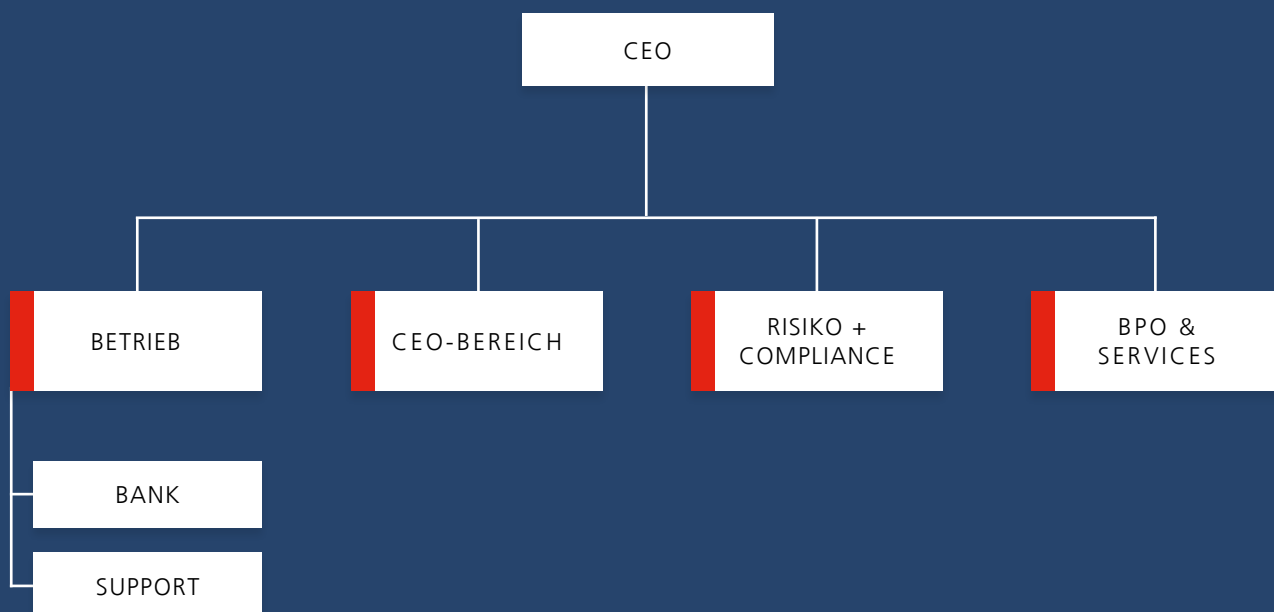 CEO
BETRIEB
CEO-BEREICH
RISIKO +
COMPLIANCE
BPO &
SERVICES
BANK
SUPPORT